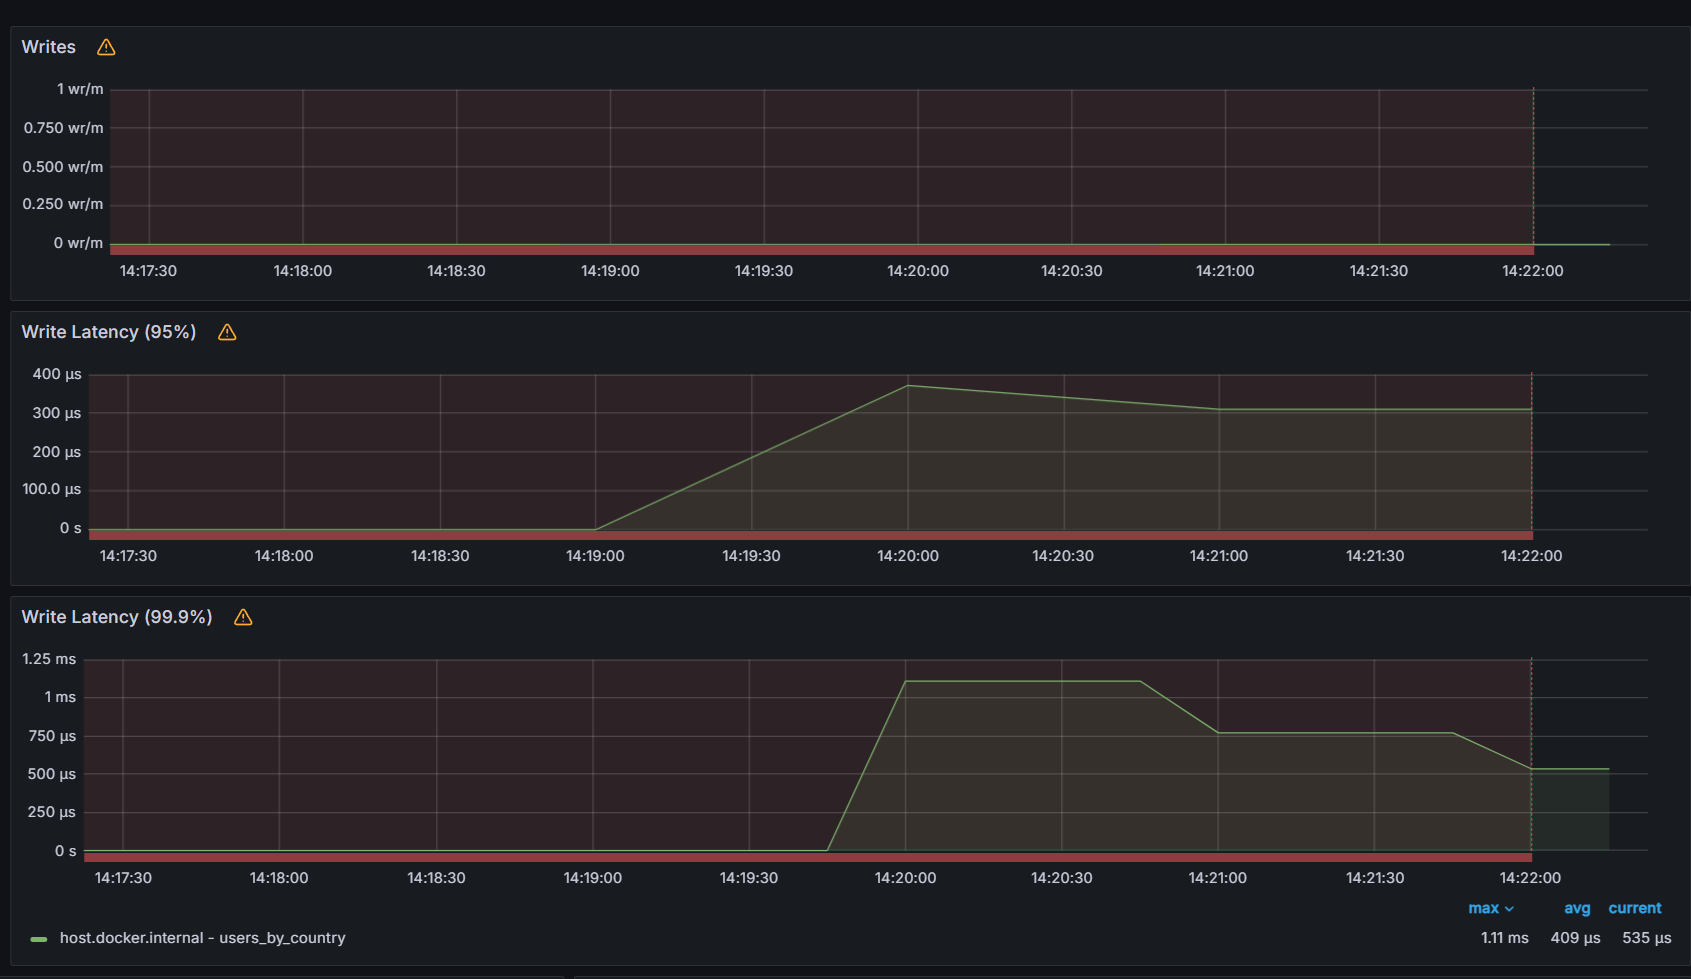 Writes
1 wr/m
0.750 wr/m
0.500 wr/m
0.250 wr/m
0 wr/m
14:17:30 14:18:00 14:18:30 14:19:00 14:19:30 14:20:00 14:20:30 14:21:00 14:21:30 14:22:00
Write Latency (95%)
400 µs
300 µs
200 µs
100.0 µs
0 s
14:17:30 14:18:00 14:18:30 14:19:00 14:19:30 14:20:00 14:20:30 14:21:00 14:21:30 14:22:00
Write Latency (99.9%)
1.25 ms
1 ms
750 µs
500 µs
250 µs
0 s
14:17:30 14:18:00 14:18:30 14:19:00 14:19:30 14:20:00 14:20:30 14:21:00 14:21:30 14:22:00
max avg current
host.docker.internal - users_by_country 1.11 ms 409 µs 535 µs